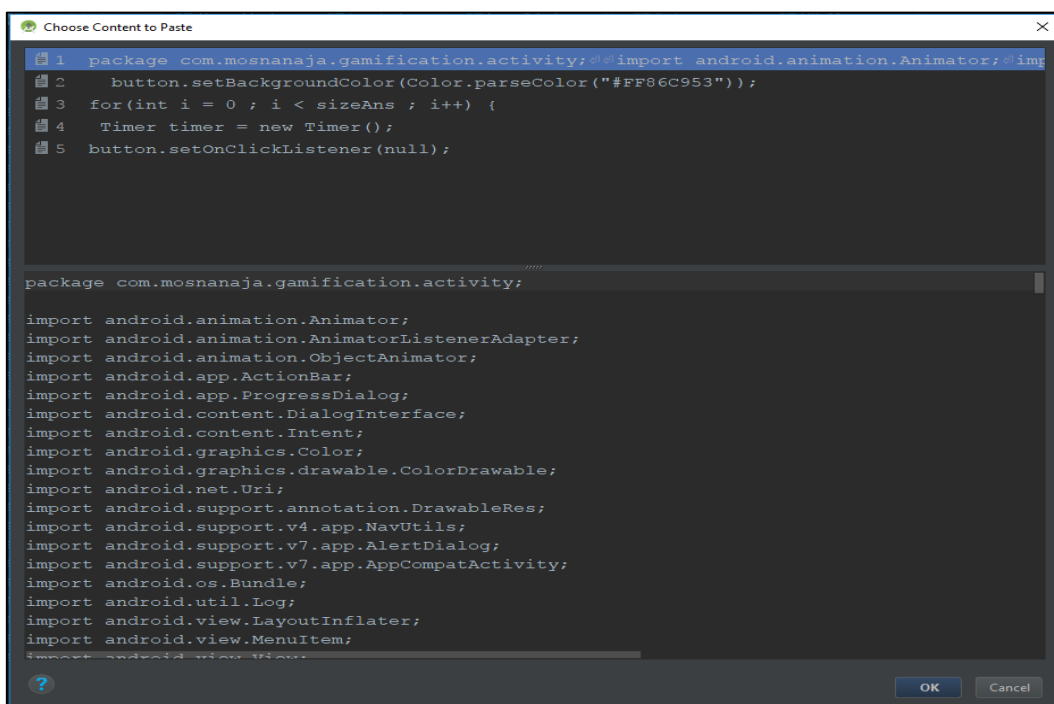 Choose Content to Paste
1 package com.mosnanaja.gamification.activity;⏎⏎import android.animation.Animator;⏎imp
2 button.setBackgroundColor(Color.parseColor("#FF86C953"));
3 for(int i = 0 ; i < sizeAns ; i++) {
4 Timer timer = new Timer();
5 button.setOnClickListener(null);
package com.mosnanaja.gamification.activity;
import android.animation.Animator;
import android.animation.AnimatorListenerAdapter;
import android.animation.ObjectAnimator;
import android.app.ActionBar;
import android.app.ProgressDialog;
import android.content.DialogInterface;
import android.content.Intent;
import android.graphics.Color;
import android.graphics.drawable.ColorDrawable;
import android.net.Uri;
import android.support.annotation.DrawableRes;
import android.support.v4.app.NavUtils;
import android.support.v7.app.AlertDialog;
import android.support.v7.app.AppCompatActivity;
import android.os.Bundle;
import android.util.Log;
import android.view.LayoutInflater;
import android.view.MenuItem;
import android.view.View;
?
OK
Cancel